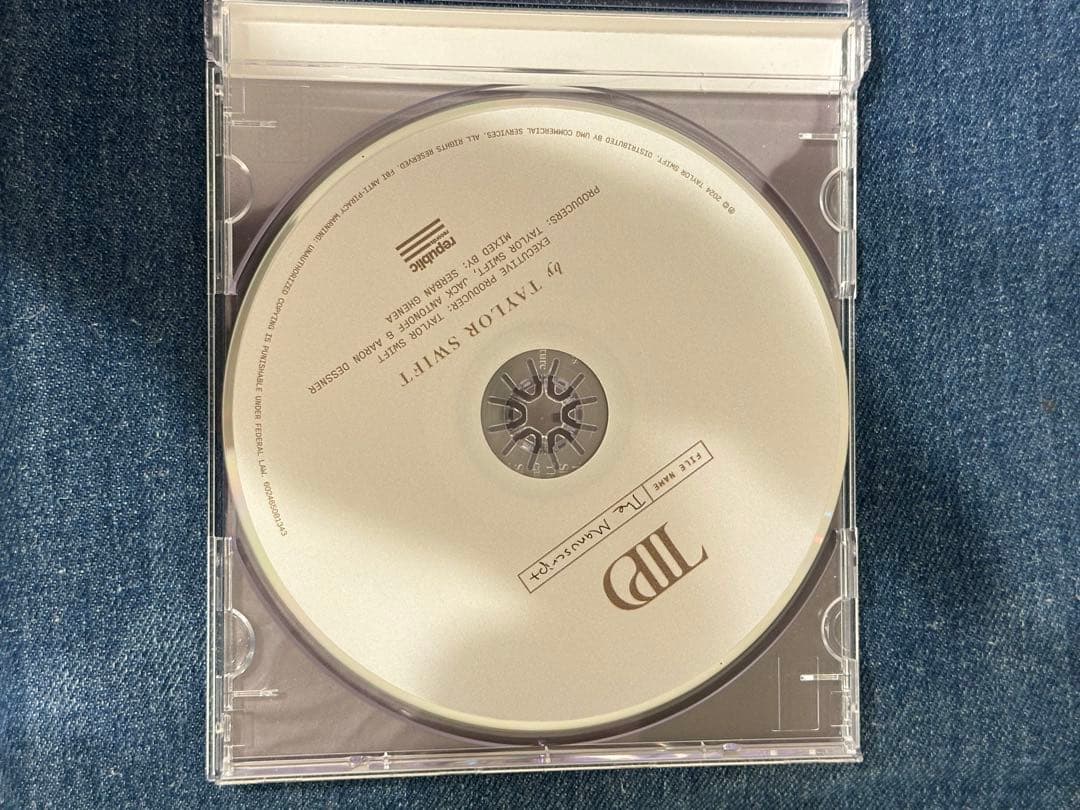 TTPD
FILE NAME The Manuscript
by TAYLOR SWIFT
EXECUTIVE PRODUCER: TAYLOR SWIFT
PRODUCERS: TAYLOR SWIFT, JACK ANTONOFF & AARON DESSNER
MIXED BY: SERBAN GHENEA
republic
records
℗© 2024 TAYLOR SWIFT. DISTRIBUTED BY UMG COMMERCIAL SERVICES. ALL RIGHTS RESERVED. FBI ANTI-PIRACY WARNING: UNAUTHORIZED COPYING IS PUNISHABLE UNDER FEDERAL LAW. 602465081343